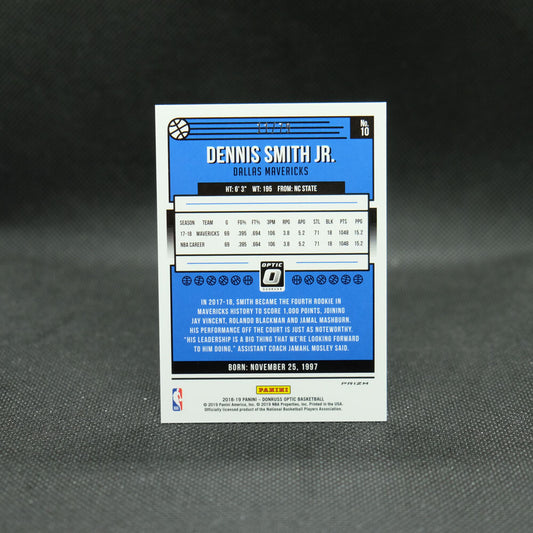 No.
10
DENNIS SMITH JR.
DALLAS MAVERICKS
HT: 6' 3" WT: 195 FROM: NC STATE
SEASON TEAM G FG% FT% 3PM RPG APG STL BLK PTS PPG
17-18 MAVERICKS 69 .395 .694 106 3.8 5.2 71 18 1048 15.2
NBA CAREER 69 .395 .694 106 3.8 5.2 71 18 1048 15.2
OPTIC
DONRUSS
IN 2017-18, SMITH BECAME THE FOURTH ROOKIE IN
MAVERICKS HISTORY TO SCORE 1,000 POINTS, JOINING
JAY VINCENT, ROLANDO BLACKMAN AND JAMAL MASHBURN.
HIS PERFORMANCE OFF THE COURT IS JUST AS NOTEWORTHY.
"HIS LEADERSHIP IS A BIG THING THAT WE'RE LOOKING FORWARD
TO HIM DOING," ASSISTANT COACH JAMAHL MOSLEY SAID.
BORN: NOVEMBER 25, 1997
PANINI
PRIZM
2018-19 PANINI - DONRUSS OPTIC BASKETBALL
© 2019 Panini America, Inc. © 2019 NBA Properties, Inc. Printed in the USA.
Officially licensed product of the National Basketball Players Association.